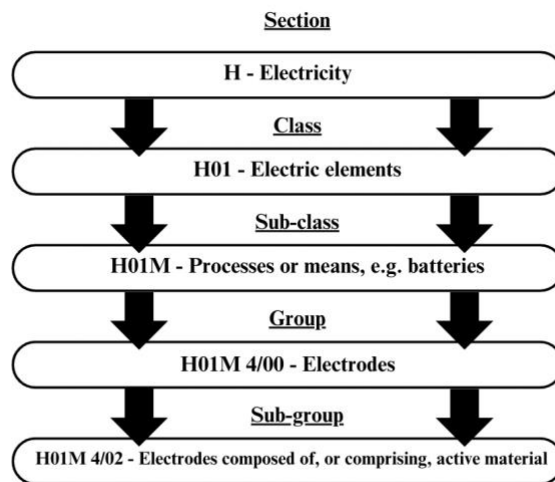 Section
H - Electricity
Class
H01 - Electric elements
Sub-class
H01M - Processes or means, e.g. batteries
Group
H01M 4/00 - Electrodes
Sub-group
H01M 4/02 - Electrodes composed of, or comprising, active material